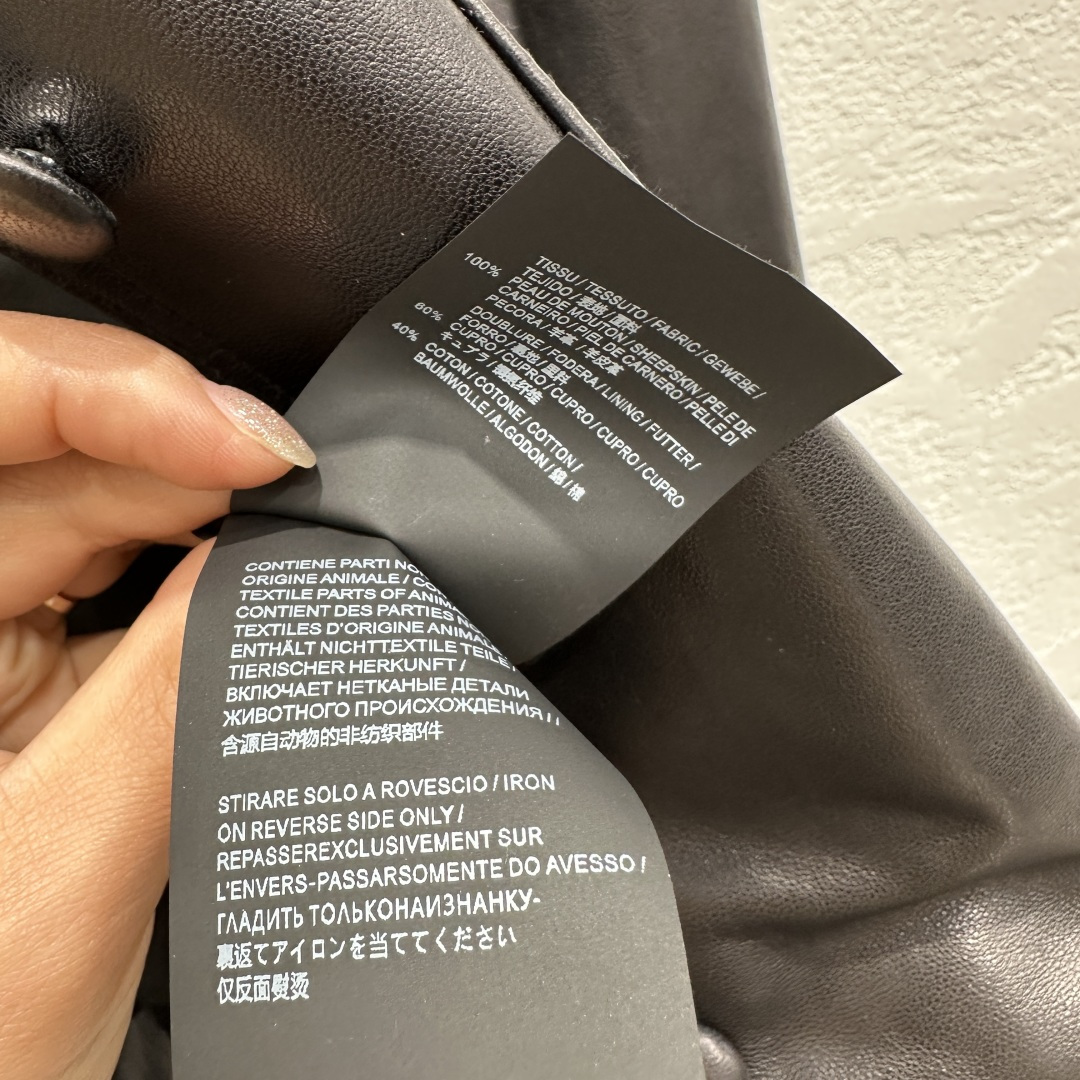 100% TISSU / TESSUTO / FABRIC / GEWEBE /
TEJIDO / 表地 / 面料
PEAU DE MOUTON / SHEEPSKIN / PELE DE
CARNEIRO / PIEL DE CARNERO / PELLE DI
PECORA / 羊革 / 羊皮革
DOUBLURE / FODERA / LINING / FUTTER /
FORRO / 裏地 / 里料
60% CUPRO / CUPRO / CUPRO / CUPRO / CUPRO
キュプラ / 铜氨纤维
40% COTON / COTONE / COTTON /
BAUMWOLLE / ALGODON / 綿 / 棉
CONTIENE PARTI
ORIGINE ANIMALE /
TEXTILE PARTS OF
CONTIENT DES PARTIES
TEXTILES D'ORIGINE
ENTHÄLT NICHTTEXTILE TEILE
TIERISCHER HERKUNFT /
ВКЛЮЧАЕТ НЕТКАНЫЕ ДЕТАЛИ
ЖИВОТНОГО ПРОИСХОЖДЕНИЯ / /
含源自动物的非纺织部件
STIRARE SOLO A ROVESCIO / IRON
ON REVERSE SIDE ONLY /
REPASSEREXCLUSIVEMENT SUR
L'ENVERS-PASSARSOMENTE DO AVESSO /
ГЛАДИТЬ ТОЛЬКОНАИЗНАНКУ-
裏返てアイロンを当ててください
仅反面熨烫